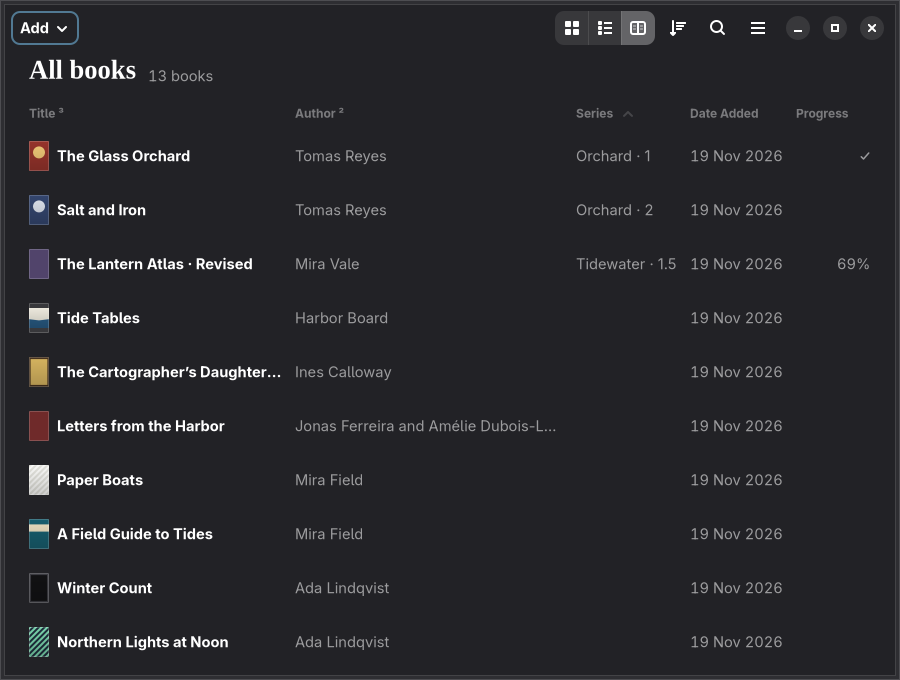 Add
All books 13 books
Title ³ Author ² Series Date Added Progress
The Glass Orchard Tomas Reyes Orchard · 1 19 Nov 2026 ✓
Salt and Iron Tomas Reyes Orchard · 2 19 Nov 2026
The Lantern Atlas · Revised Mira Vale Tidewater · 1.5 19 Nov 2026 69%
Tide Tables Harbor Board 19 Nov 2026
The Cartographer’s Daughter… Ines Calloway 19 Nov 2026
Letters from the Harbor Jonas Ferreira and Amélie Dubois-L… 19 Nov 2026
Paper Boats Mira Field 19 Nov 2026
A Field Guide to Tides Mira Field 19 Nov 2026
Winter Count Ada Lindqvist 19 Nov 2026
Northern Lights at Noon Ada Lindqvist 19 Nov 2026